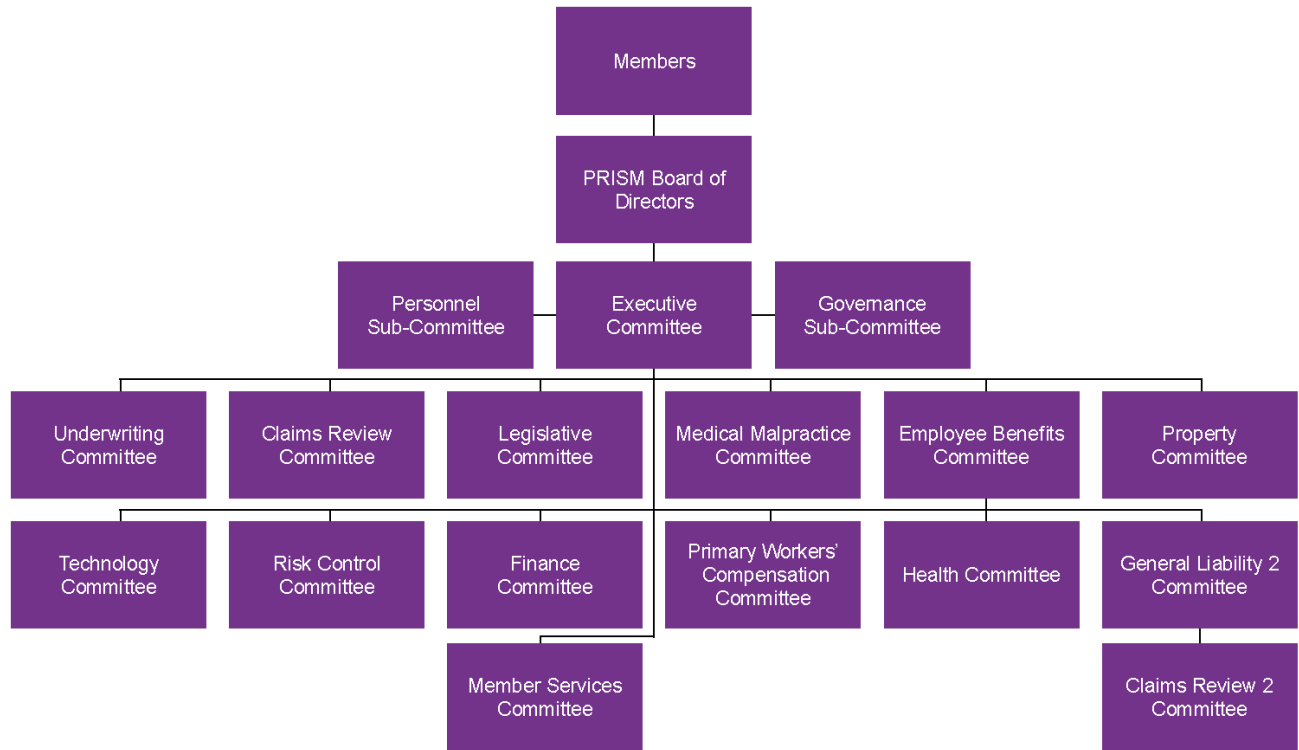 Members
PRISM Board of
Directors
Personnel
Sub-Committee
Executive
Committee
Governance
Sub-Committee
Underwriting
Committee
Claims Review
Committee
Legislative
Committee
Medical Malpractice
Committee
Employee Benefits
Committee
Property
Committee
Technology
Committee
Risk Control
Committee
Finance
Committee
Primary Workers’
Compensation
Committee
Health Committee
General Liability 2
Committee
Member Services
Committee
Claims Review 2
Committee